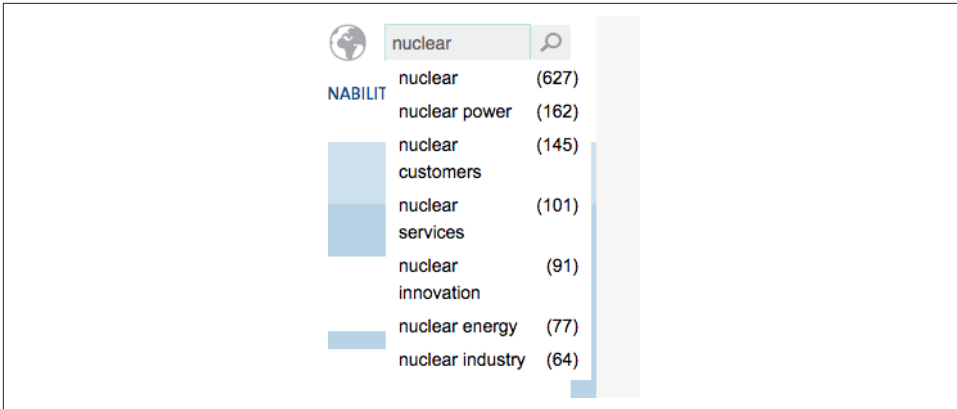 nuclear
nuclear (627)
NABILIT
nuclear power (162)
nuclear (145)
customers
nuclear (101)
services
nuclear (91)
innovation
nuclear energy (77)
nuclear industry (64)